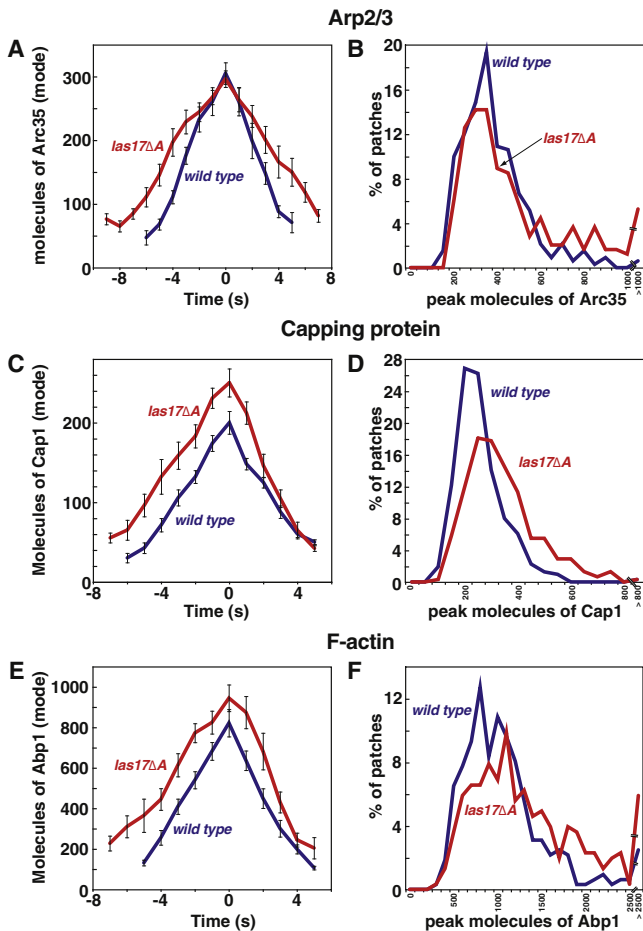 Arp2/3
A
molecules of Arc35 (mode)
300
200
100
0
las17ΔA
wild type
-8 -4 0 4 8
Time (s)
B
% of patches
20
16
12
8
4
0
wild type
las17ΔA
0 200 400 600 800 1000 >1000
peak molecules of Arc35
Capping protein
C
Molecules of Cap1 (mode)
300
200
100
0
las17ΔA
wild type
-8 -4 0 4
Time (s)
D
% of patches
28
24
20
16
12
8
4
0
wild type
las17ΔA
0 200 400 600 800 > 800
peak molecules of Cap1
F-actin
E
Molecules of Abp1 (mode)
1000
800
600
400
200
0
las17ΔA
wild type
-8 -4 0 4
Time (s)
F
% of patches
12
8
4
0
wild type
las17ΔA
0 500 1000 1500 2000 2500 > 2500
peak molecules of Abp1